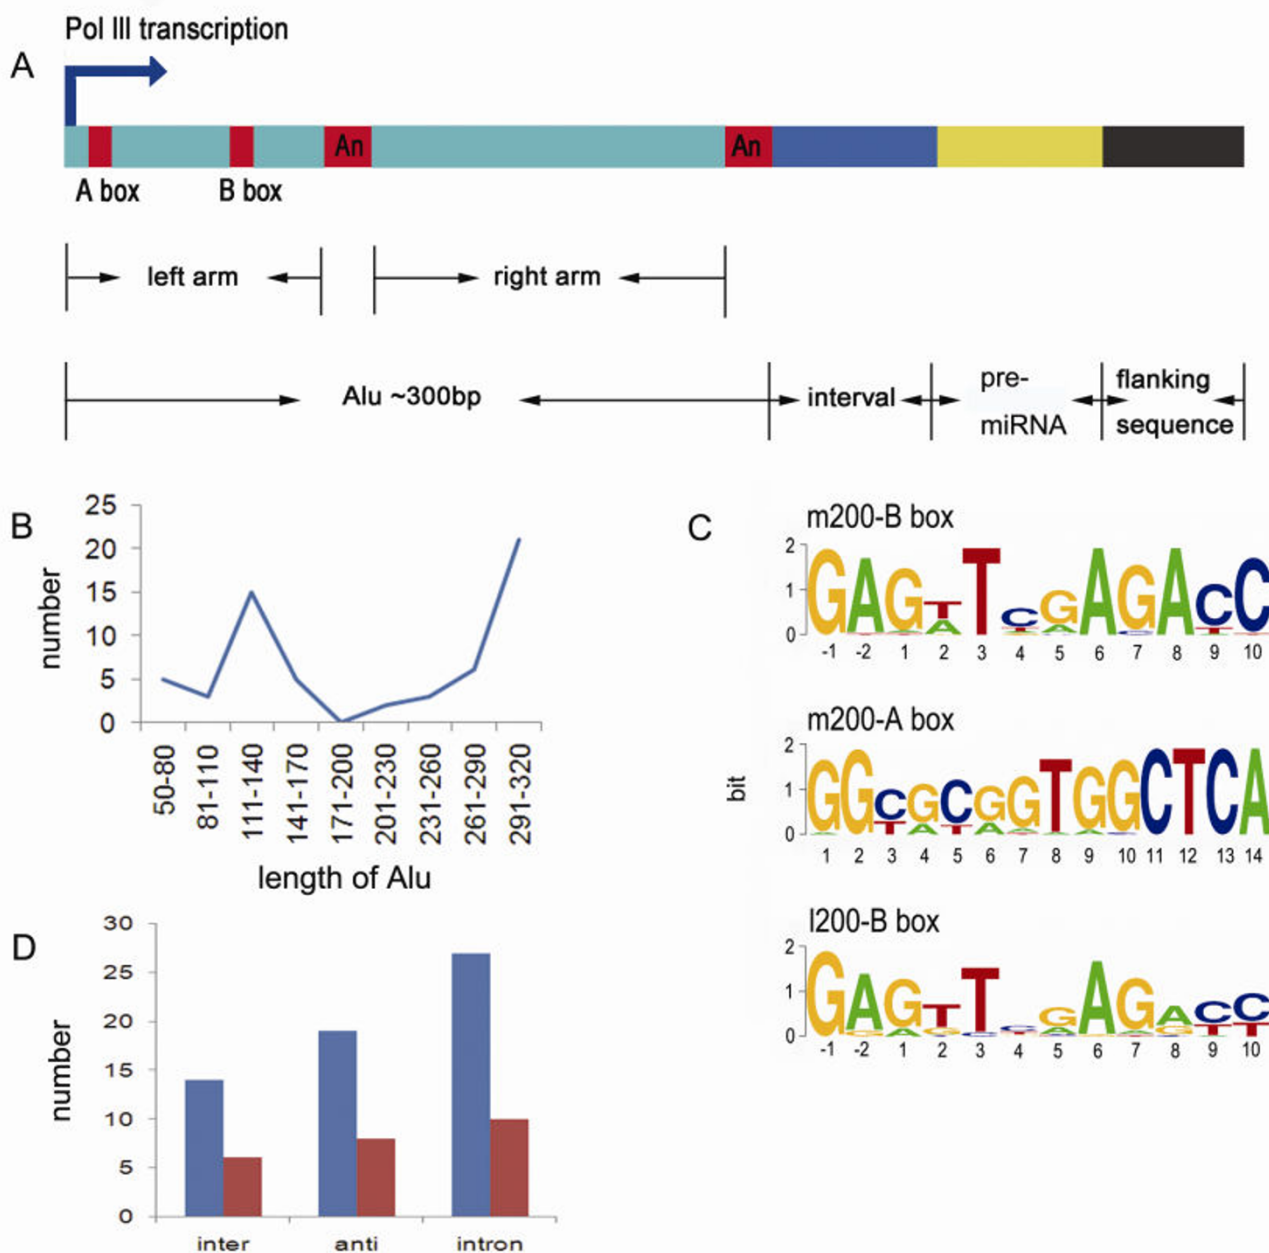 Pol III transcription
A
An
An
A box
B box
left arm
right arm
Alu ~300bp
interval
pre-
miRNA
flanking
sequence
B
25
20
15
10
5
0
number
50-80
81-110
111-140
141-170
171-200
201-230
231-260
261-290
291-320
length of Alu
C
m200-B box
2
1
0
GAGTTCGAGACC
-1 -2 1 2 3 4 5 6 7 8 9 10
m200-A box
bit
2
1
0
GGCGCGGTGGCTCA
1 2 3 4 5 6 7 8 9 10 11 12 13 14
l200-B box
2
1
0
GAGTTCGAGACC
-1 -2 1 2 3 4 5 6 7 8 9 10
D
30
25
20
15
10
5
0
number
inter
anti
intron